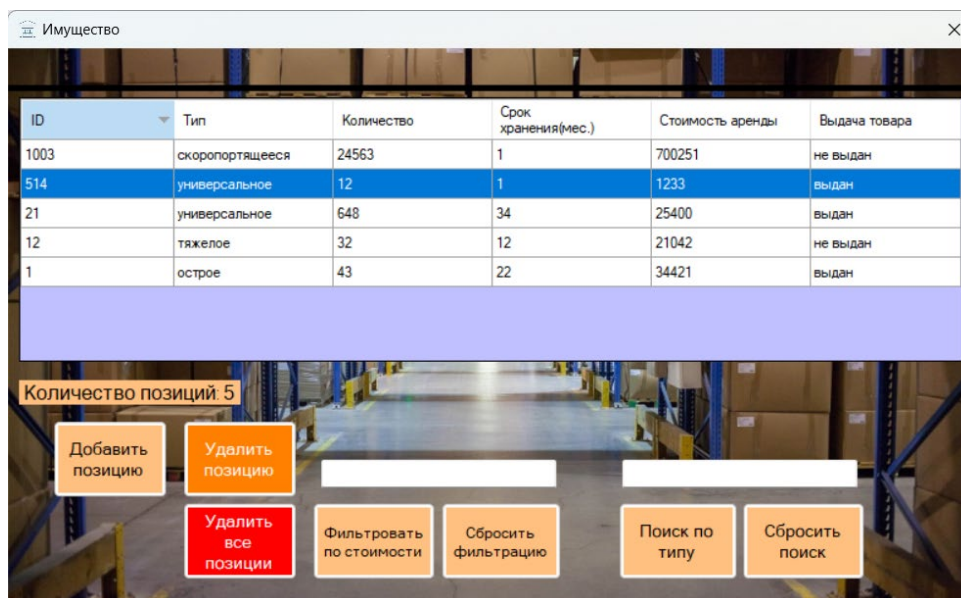 Имущество
ID Тип Количество Срок хранения(мес.) Стоимость аренды Выдача товара
1003 скоропортящееся 24563 1 700251 не выдан
514 универсальное 12 1 1233 выдан
21 универсальное 648 34 25400 выдан
12 тяжелое 32 12 21042 не выдан
1 острое 43 22 34421 выдан
Количество позиций: 5
Добавить
позицию
Удалить
позицию
Удалить
все
позиции
Фильтровать
по стоимости
Сбросить
фильтрацию
Поиск по
типу
Сбросить
поиск